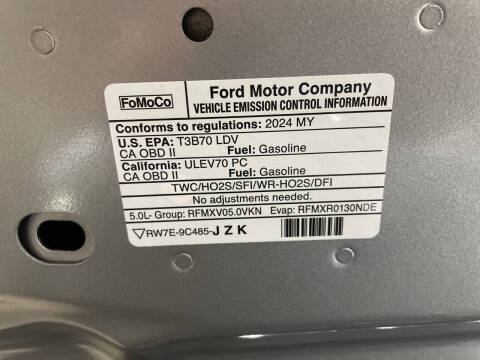 FoMoCo
Ford Motor Company
VEHICLE EMISSION CONTROL INFORMATION
Conforms to regulations: 2024 MY
U.S. EPA: T3B70 LDV
CA OBD II Fuel: Gasoline
California: ULEV70 PC
CA OBD II Fuel: Gasoline
TWC/HO2S/SFI/WR-HO2S/DFI
No adjustments needed.
5.0L- Group: RFMXV05.0VKN Evap: RFMXR0130NDE
RW7E-9C485-JZK